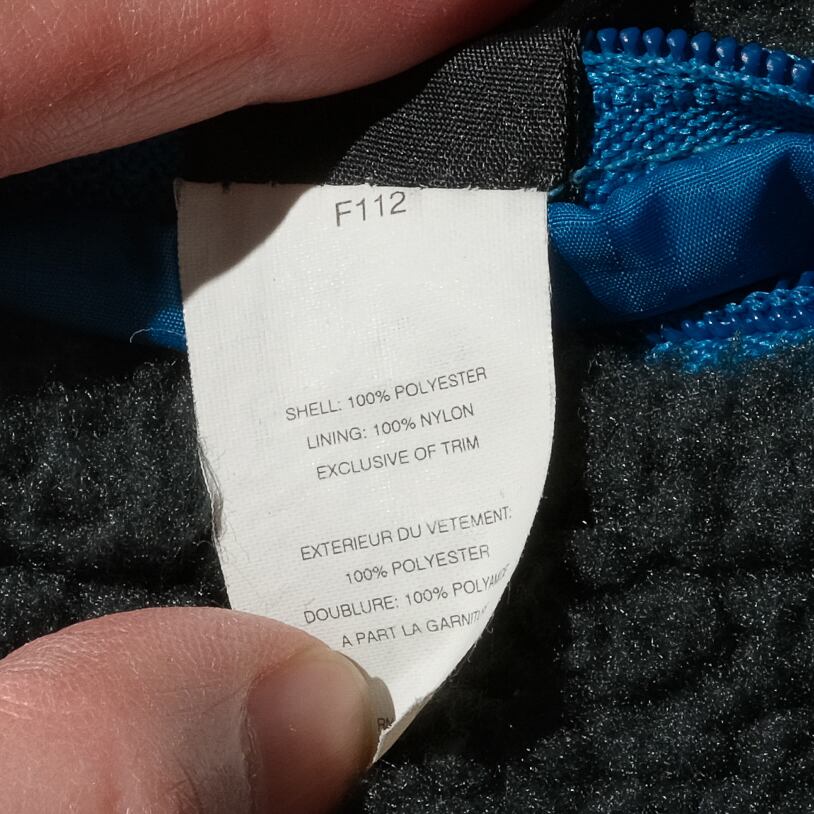 F112
SHELL: 100% POLYESTER
LINING: 100% NYLON
EXCLUSIVE OF TRIM
EXTERIEUR DU VETEMENT:
100% POLYESTER
DOUBLURE: 100% POLYAMIDE
A PART LA